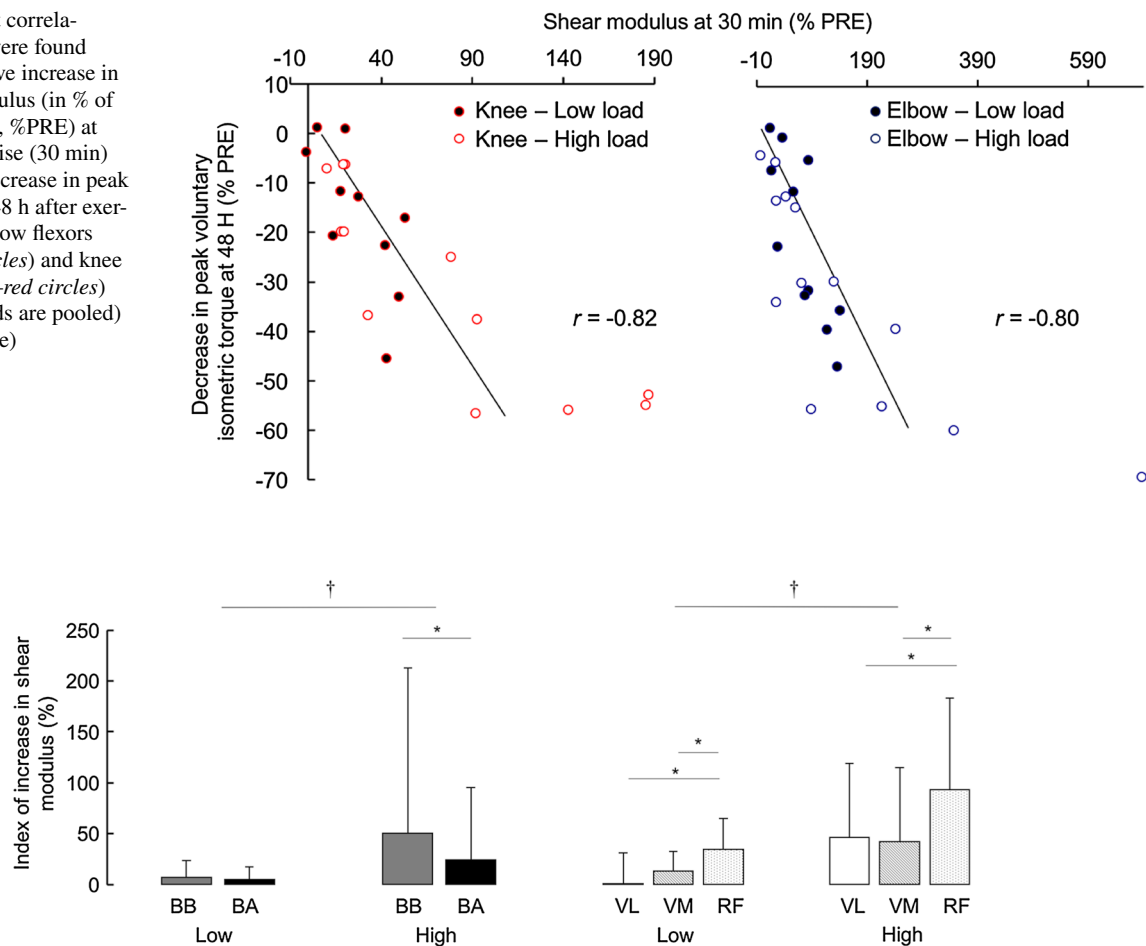 t correla-
ere found
ve increase in
ulus (in % of
, %PRE) at
ise (30 min)
crease in peak
8 h after exer-
ow flexors
cles) and knee
–red circles)
ds are pooled)
e)
Shear modulus at 30 min (% PRE)
-10 40 90 140 190
-10 190 390 590
10
0
-10
-20
-30
-40
-50
-60
-70
Decrease in peak voluntary
isometric torque at 48 H (% PRE)
Knee – Low load
Knee – High load
r = -0.82
Elbow – Low load
Elbow – High load
r = -0.80
† †
* * * * *
Index of increase in shear
modulus (%)
250
200
150
100
50
0
BB BA BB BA VL VM RF VL VM RF
Low High Low High